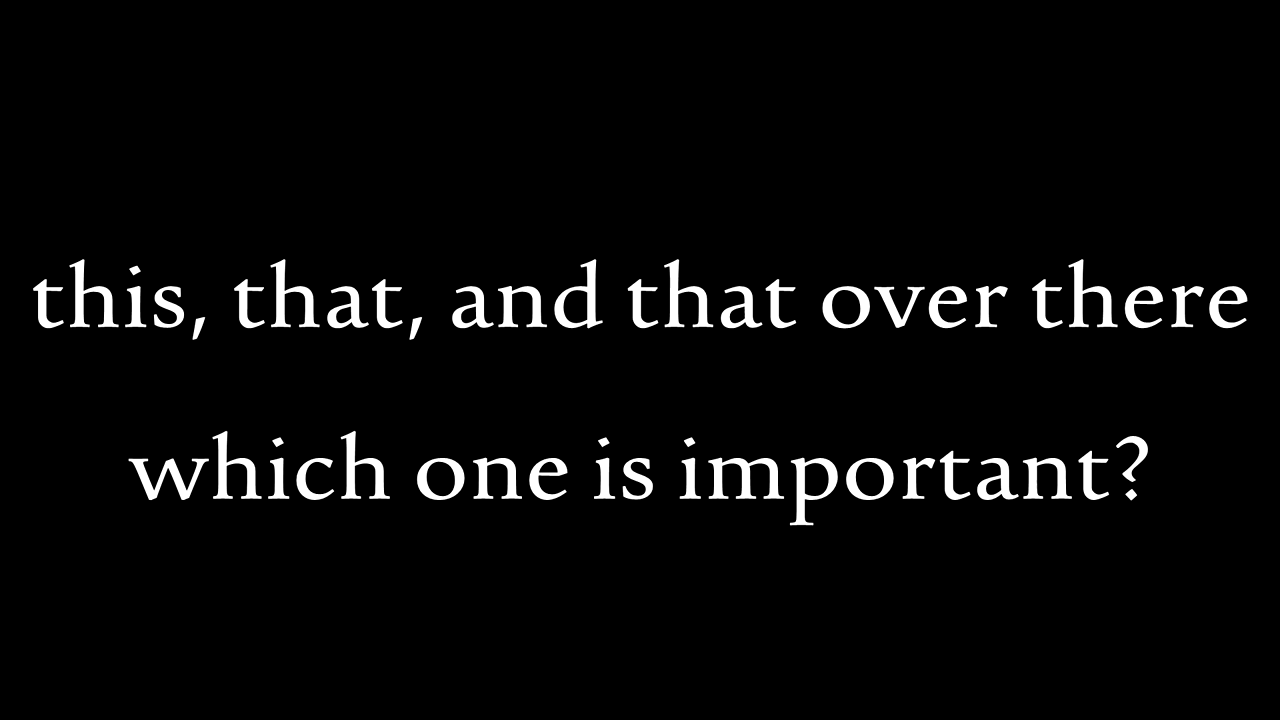 this, that, and that over there
which one is important?